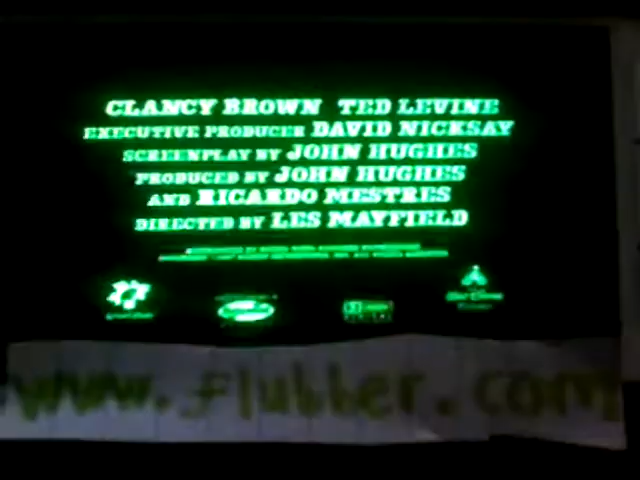 CLANCY BROWN TED LEVINE
EXECUTIVE PRODUCER DAVID NICKSAY
SCREENPLAY BY JOHN HUGHES
PRODUCED BY JOHN HUGHES
AND RICARDO MESTRES
DIRECTED BY LES MAYFIELD
www.flubber.com